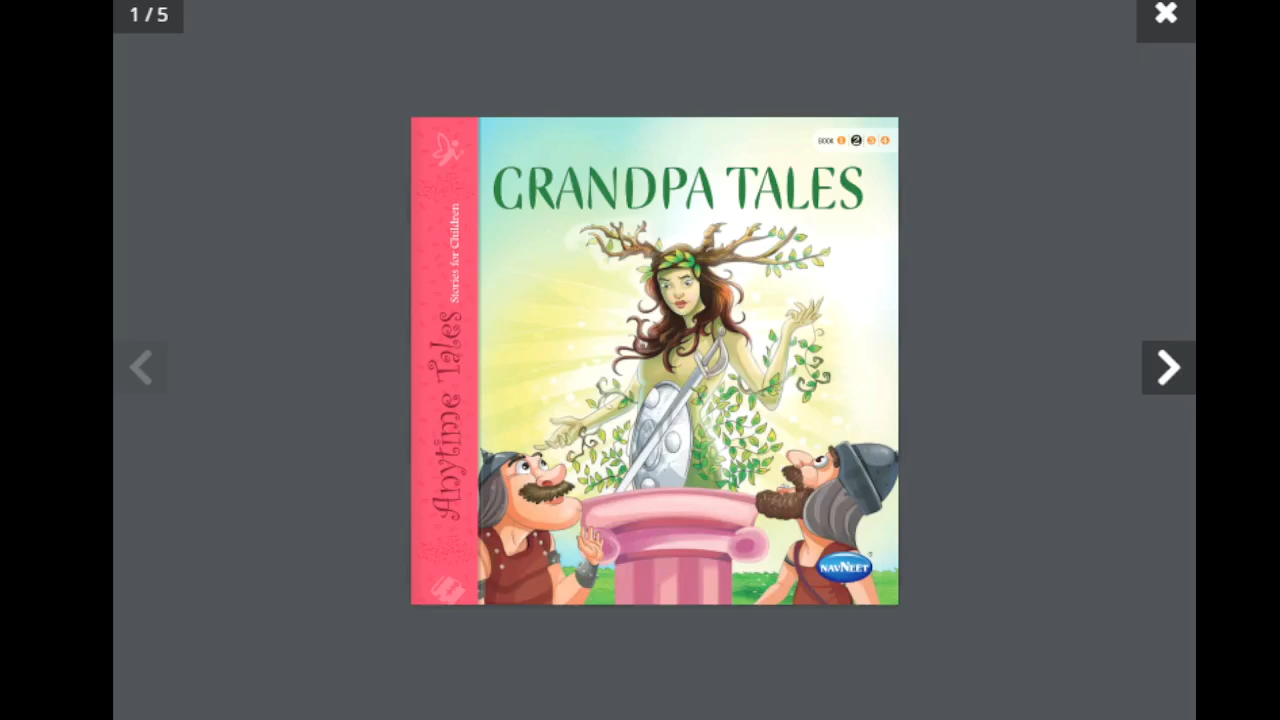 1 / 5
BOOK 1 2 3 4
GRANDPA TALES
Anytime Tales Stories for Children
NAVNEET